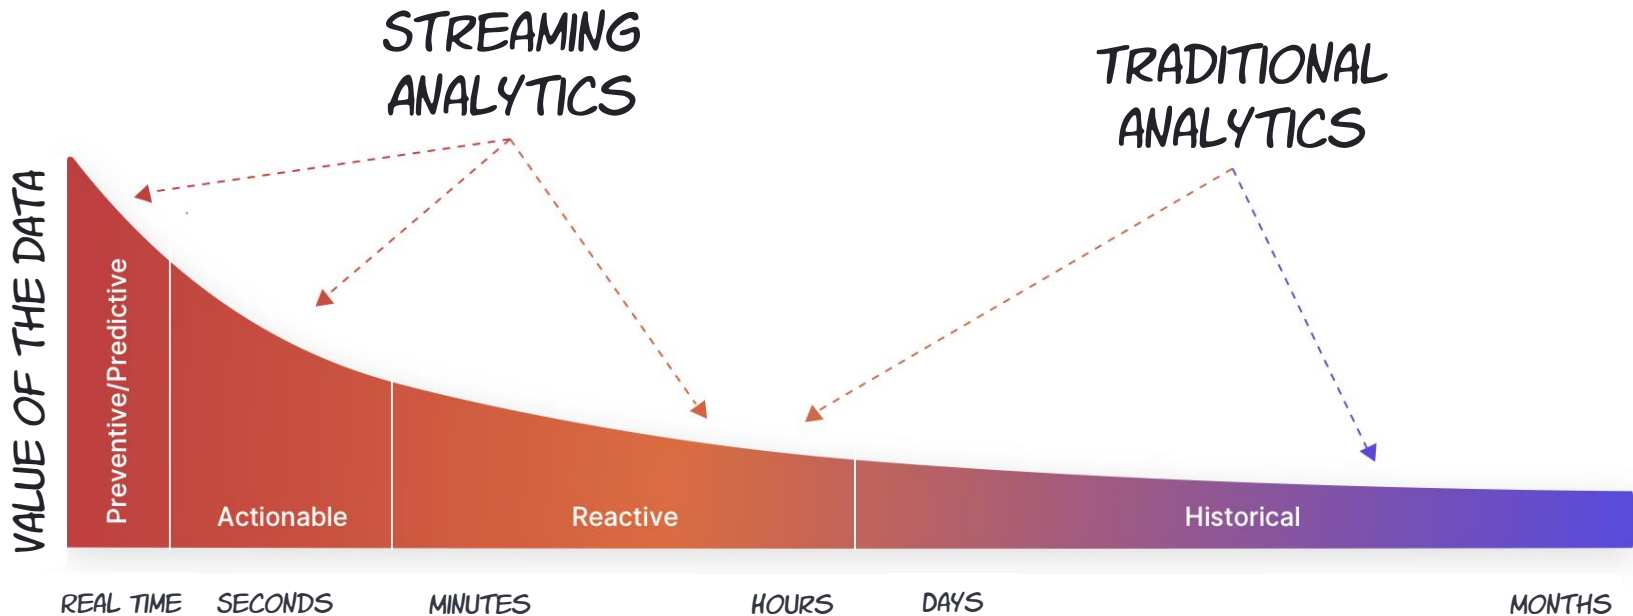 STREAMING
ANALYTICS
TRADITIONAL
ANALYTICS
VALUE OF THE DATA
Preventive/Predictive
Actionable
Reactive
Historical
REAL TIME
SECONDS
MINUTES
HOURS
DAYS
MONTHS